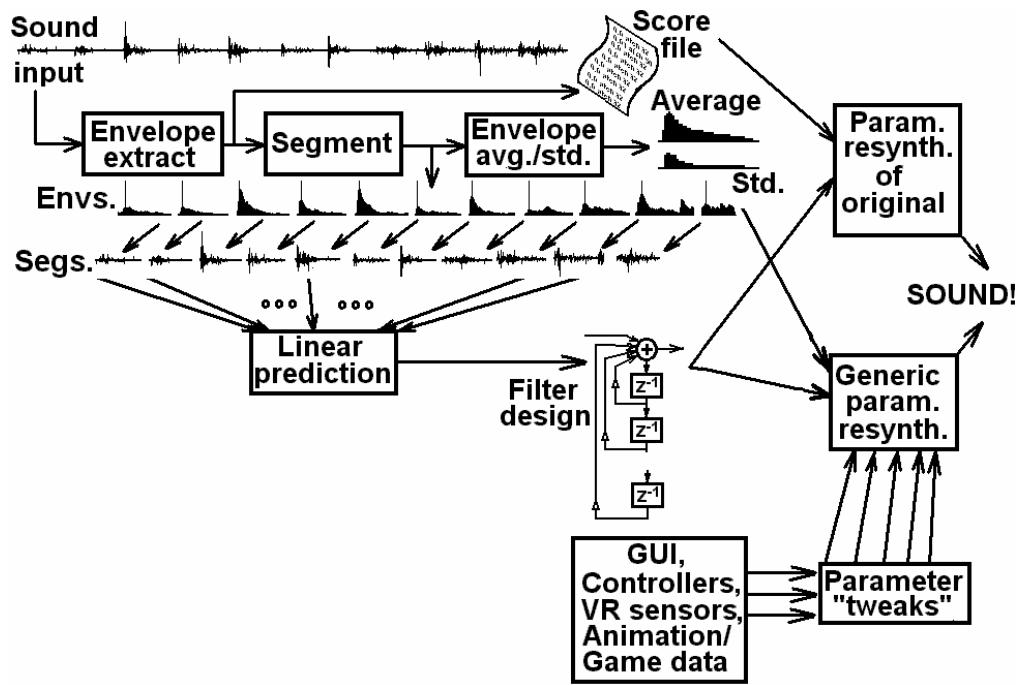 Sound
input
Score
file
Average
Std.
Envelope
extract
Segment
Envelope
avg./std.
Param.
resynth.
of
original
Envs.
Segs.
SOUND!
Linear
prediction
Filter
design
+
z-1
z-1
z-1
Generic
param.
resynth.
GUI,
Controllers,
VR sensors,
Animation/
Game data
Parameter
"tweaks"